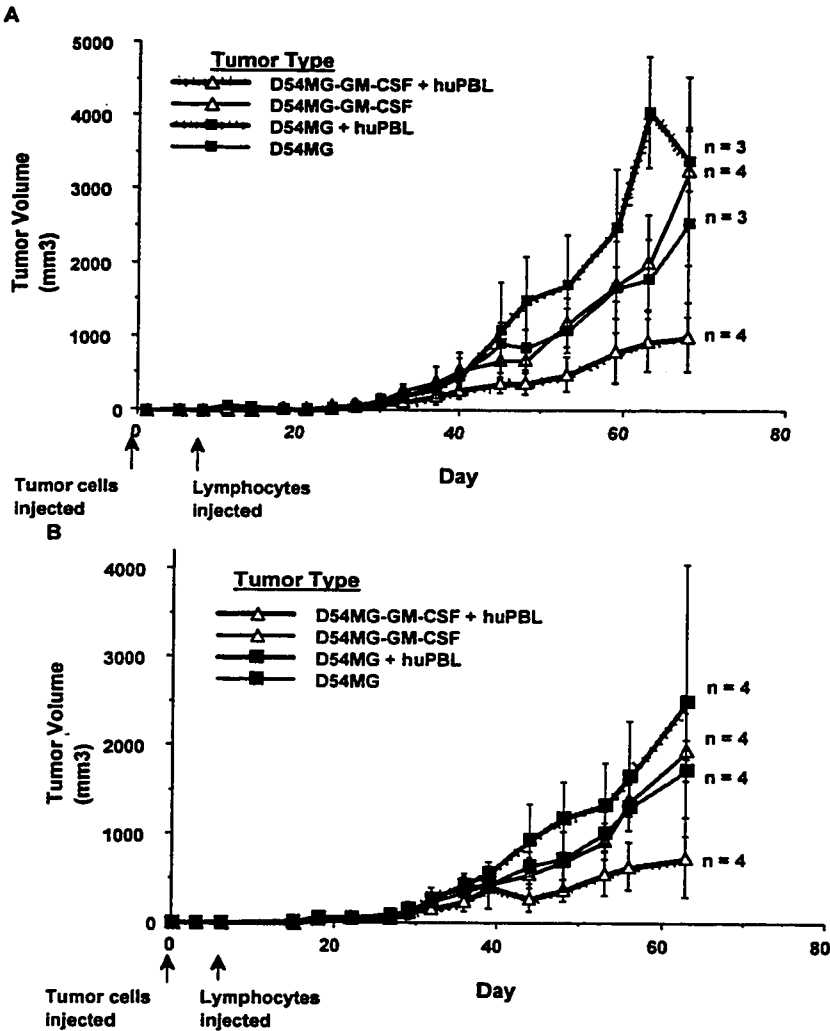 A
5000
4000
3000
2000
1000
0
Tumor Volume
(mm3)
Tumor Type
D54MG-GM-CSF + huPBL
D54MG-GM-CSF
D54MG + huPBL
D54MG
n = 3
n = 4
n = 3
n = 4
0 20 40 60 80
Day
Tumor cells
injected
Lymphocytes
injected
B
4000
3000
2000
1000
0
Tumor Volume
(mm3)
Tumor Type
D54MG-GM-CSF + huPBL
D54MG-GM-CSF
D54MG + huPBL
D54MG
n = 4
n = 4
n = 4
n = 4
0 20 40 60 80
Day
Tumor cells
injected
Lymphocytes
injected